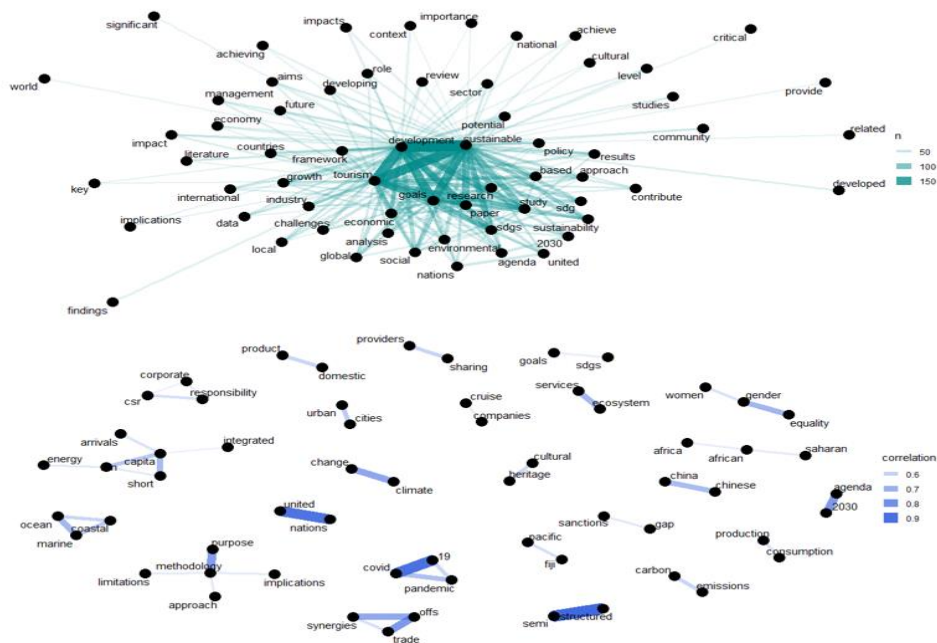 significant
impacts
context
importance
national
achieve
critical
achieving
role
review
cultural
world
aims
developing
sector
level
provide
management
future
studies
economy
potential
community
related
impact
countries
development
sustainable
policy
results
literature
framework
based
approach
key
growth
tourism
research
developed
international
industry
goals
paper
study
sdg
contribute
implications
data
challenges
economic
sdgs
sustainability
local
analysis
environmental
2030
global
social
nations
agenda
united
findings
n
50
100
150
product
domestic
providers
sharing
goals
sdgs
corporate
responsibility
csr
urban
cities
cruise
companies
services
ecosystem
women
gender
equality
arrivals
integrated
energy
capita
short
change
climate
cultural
heritage
africa
african
saharan
china
chinese
correlation
0.6
0.7
0.8
0.9
agenda
2030
ocean
coastal
marine
united
nations
sanctions
gap
production
consumption
purpose
methodology
limitations
implications
approach
covid
19
pandemic
pacific
fiji
carbon
emissions
synergies
offs
trade
semi
structured